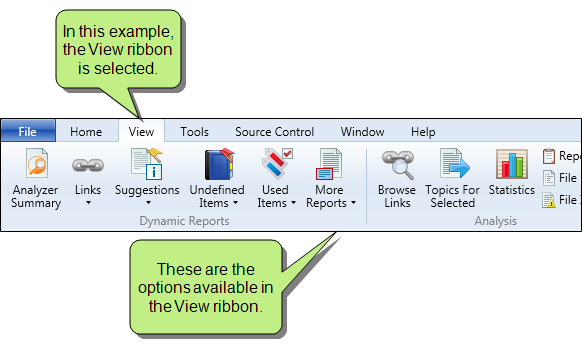 In this example,
the View ribbon
is selected.
File Home View Tools Source Control Window Help
Analyzer Summary
Links
Suggestions
Undefined Items
Used Items
More Reports
Browse Links
Topics For Selected
Statistics
Repo
File
File
Dynamic Reports
Analysis
These are the
options available in
the View ribbon.